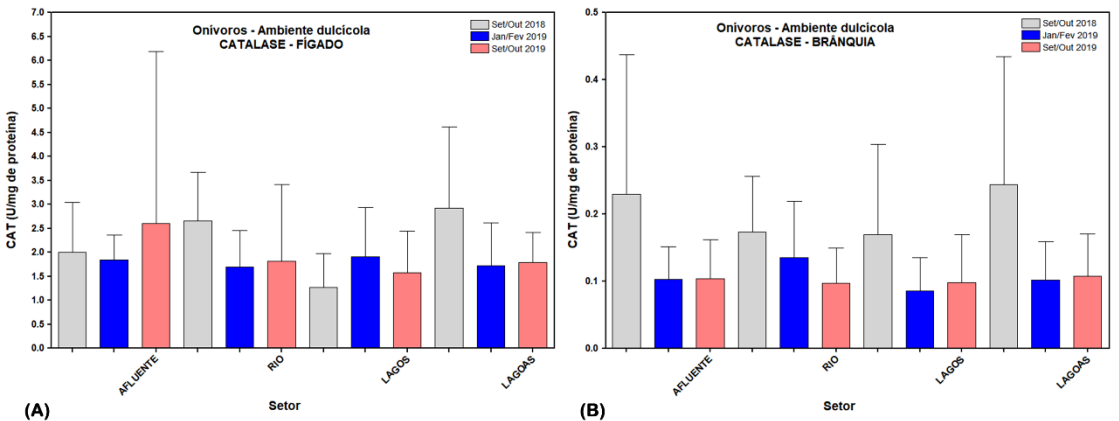 Onívoros - Ambiente dulcícola
CATALASE - FÍGADO
Set/Out 2018
Jan/Fev 2019
Set/Out 2019
CAT (U/mg de proteína)
7.0
6.5
6.0
5.5
5.0
4.5
4.0
3.5
3.0
2.5
2.0
1.5
1.0
0.5
0.0
AFLUENTE
RIO
LAGOS
LAGOAS
Setor
(A)
Onívoros - Ambiente dulcícola
CATALASE - BRÂNQUIA
Set/Out 2018
Jan/Fev 2019
Set/Out 2019
CAT (U/mg de proteína)
0.5
0.4
0.3
0.2
0.1
0.0
AFLUENTE
RIO
LAGOS
LAGOAS
Setor
(B)